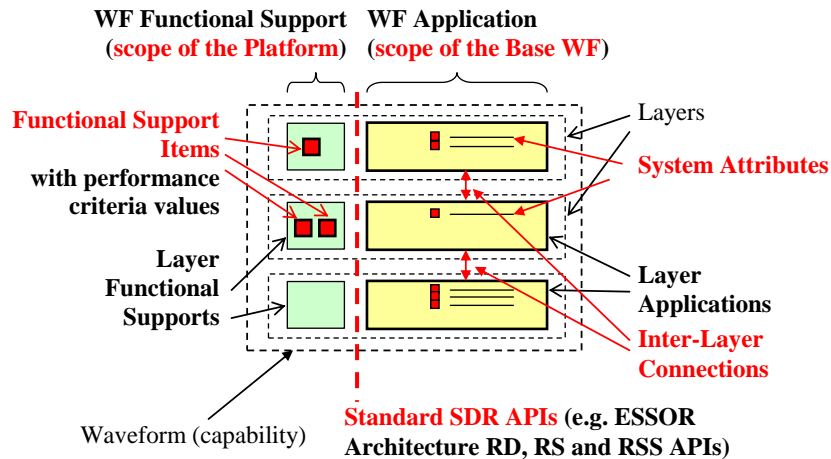 WF Functional Support
(scope of the Platform)
WF Application
(scope of the Base WF)
Functional Support
Items
with performance
criteria values
Layers
System Attributes
Layer
Functional
Supports
Layer
Applications
Inter-Layer
Connections
Waveform (capability)
Standard SDR APIs (e.g. ESSOR
Architecture RD, RS and RSS APIs)